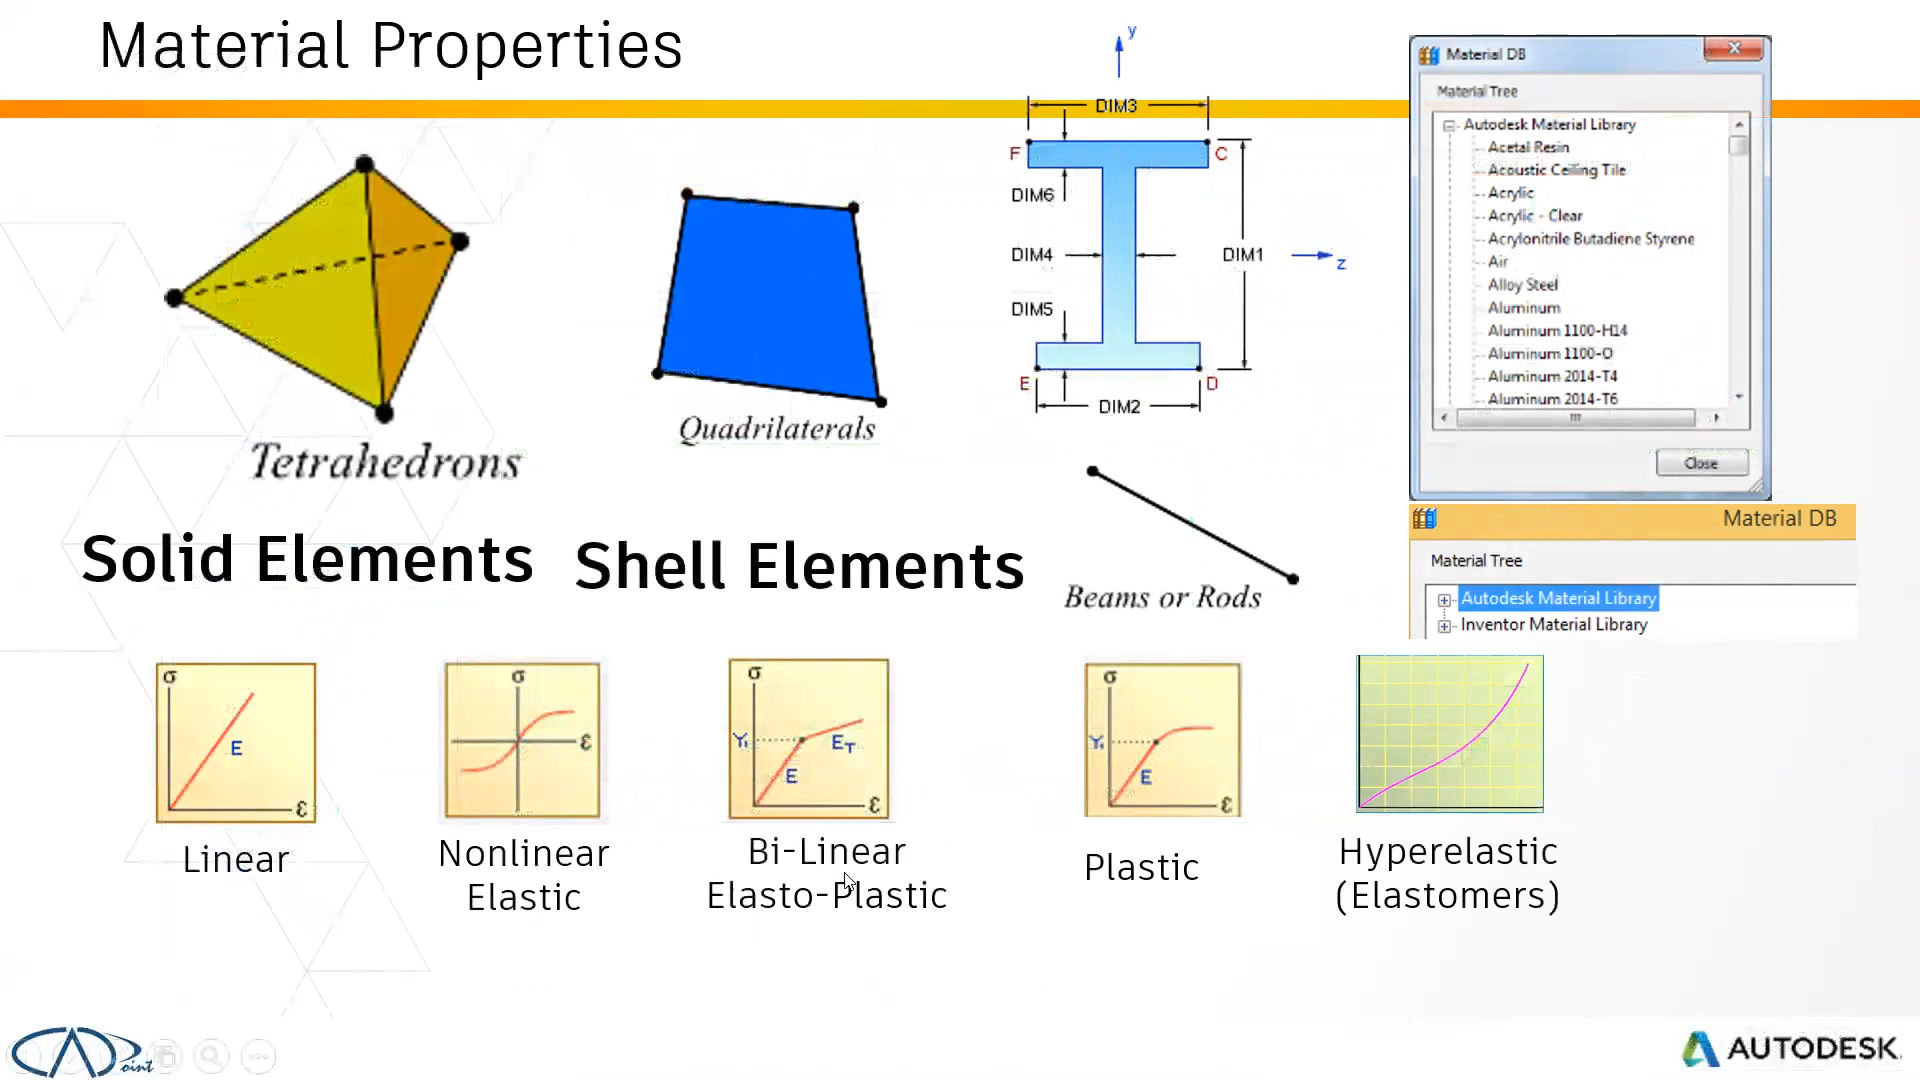 Material Properties
y
DIM3
F
C
DIM6
DIM4
DIM1
z
DIM5
E
D
DIM2
Tetrahedrons
Quadrilaterals
Beams or Rods
Solid Elements
Shell Elements
Material DB
Material Tree
Autodesk Material Library
Acetal Resin
Acoustic Ceiling Tile
Acrylic
Acrylic - Clear
Acrylonitrile Butadiene Styrene
Air
Alloy Steel
Aluminum
Aluminum 1100-H14
Aluminum 1100-O
Aluminum 2014-T4
Aluminum 2014-T6
Close
Material DB
Material Tree
Autodesk Material Library
Inventor Material Library
σ
E
ε
Linear
σ
ε
Nonlinear
Elastic
σ
Y₁
E_T
E
ε
Bi-Linear
Elasto-Plastic
σ
Y₁
E
ε
Plastic
Hyperelastic
(Elastomers)
CADPoint
AUTODESK.